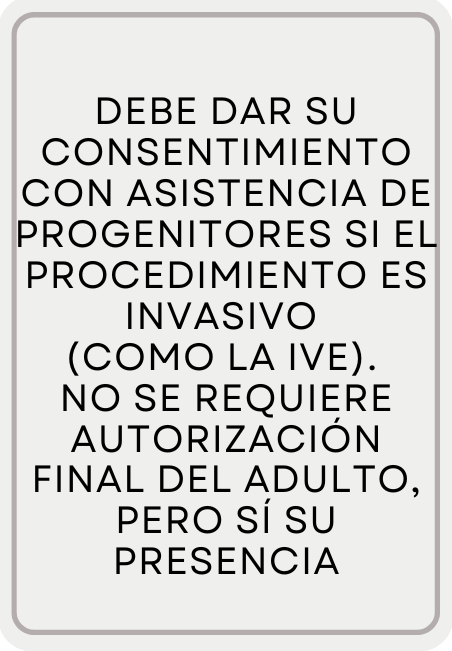 DEBE DAR SU
CONSENTIMIENTO
CON ASISTENCIA DE
PROGENITORES SI EL
PROCEDIMIENTO ES
INVASIVO
(COMO LA IVE).
NO SE REQUIERE
AUTORIZACIÓN
FINAL DEL ADULTO,
PERO SÍ SU
PRESENCIA